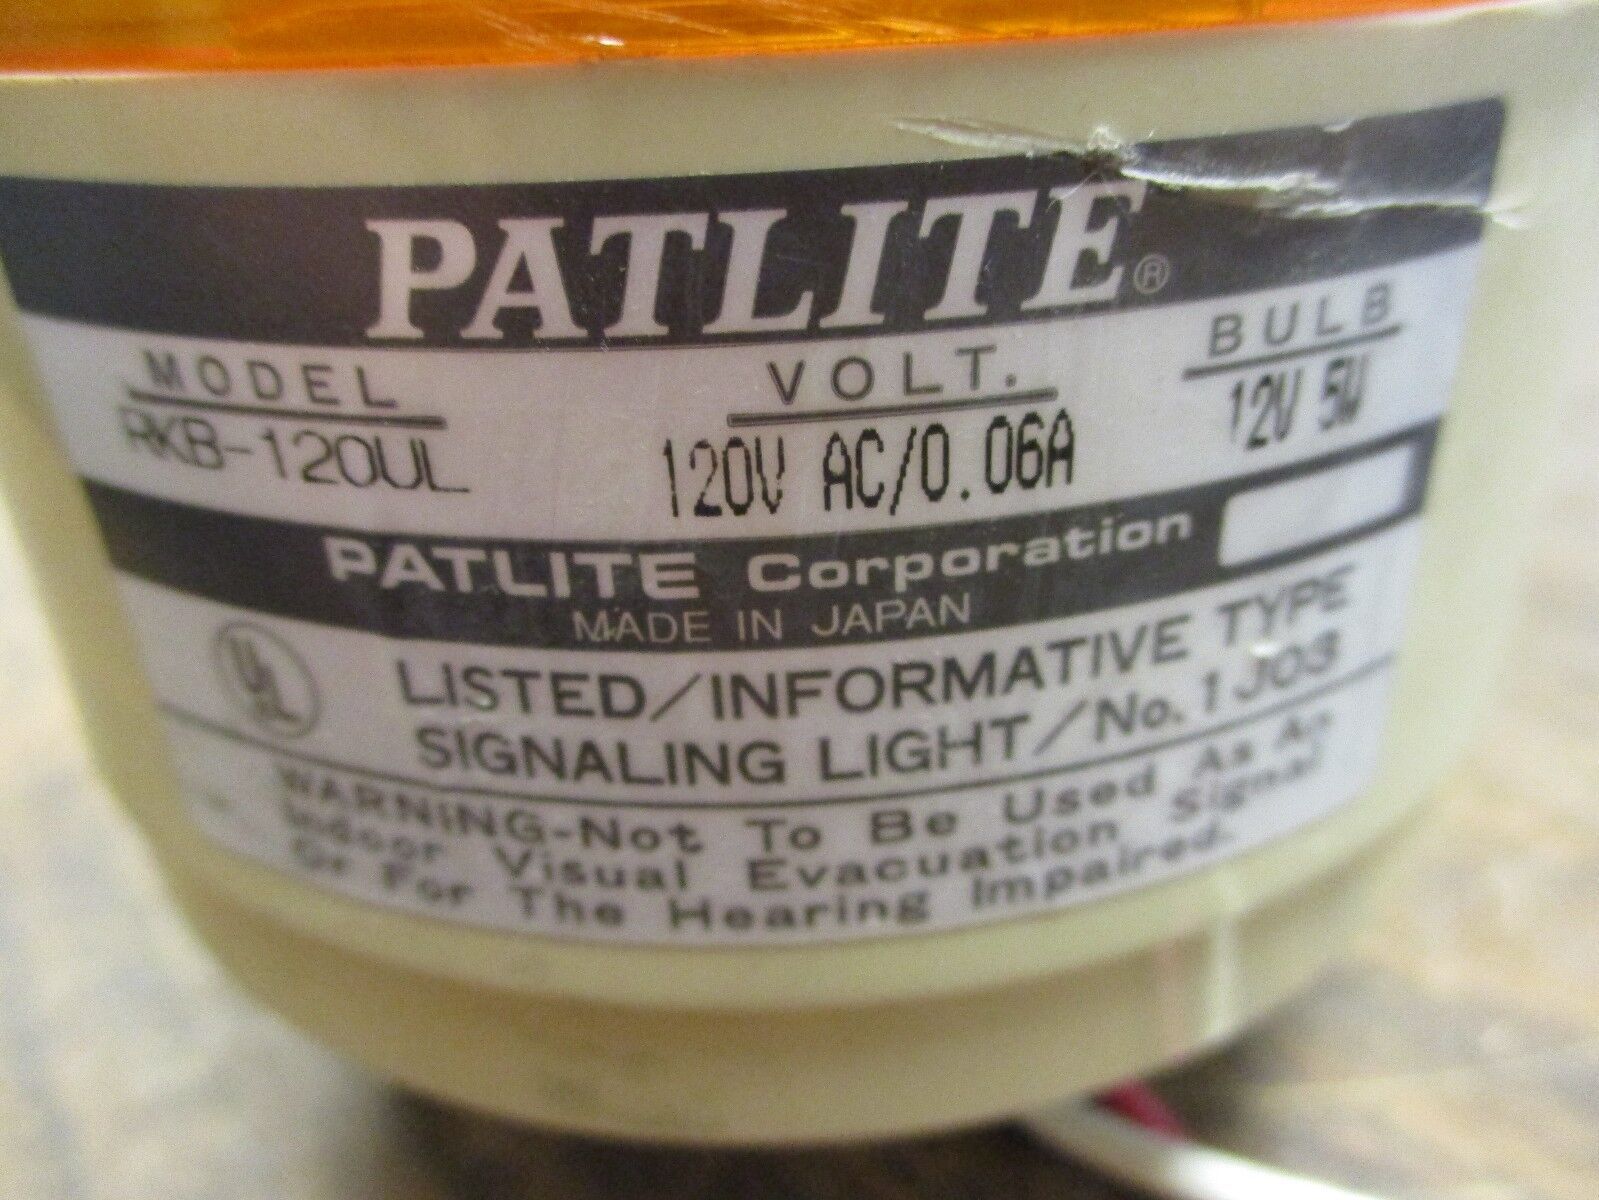 PATLITE®
MODEL VOLT. BULB
RKB-120UL 120V AC/0.06A 12V 5W
PATLITE Corporation
MADE IN JAPAN
UL LISTED/INFORMATIVE TYPE
SIGNALING LIGHT/No. 1J03
WARNING-Not To Be Used As An
Indoor Visual Evacuation Signal
Or For The Hearing Impaired.